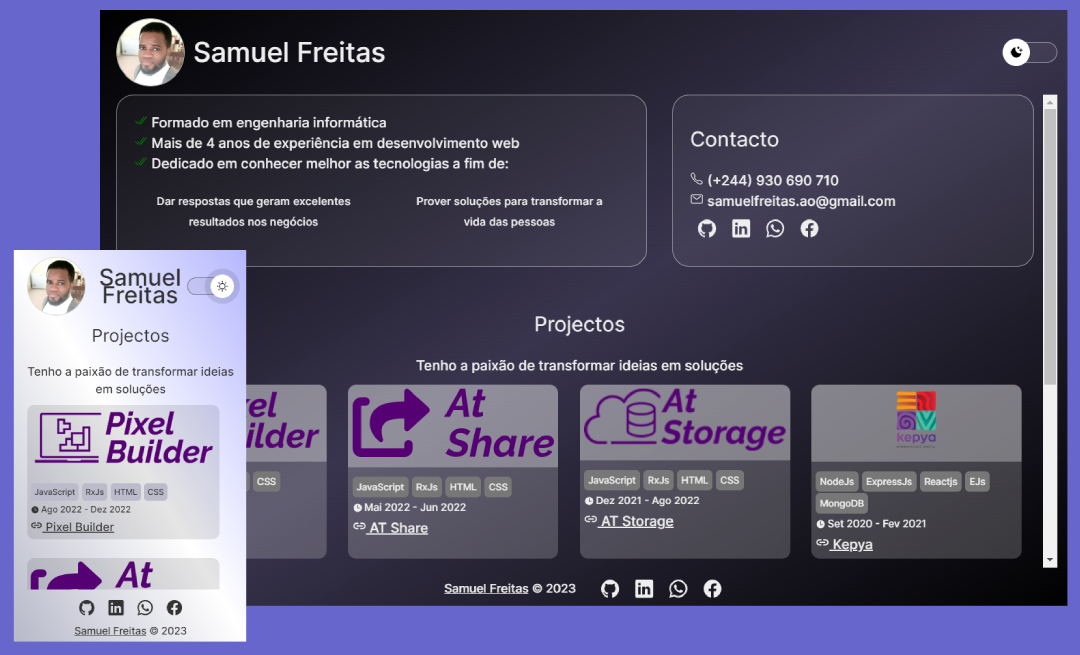 Samuel Freitas
Formado em engenharia informática
Mais de 4 anos de experiência em desenvolvimento web
Dedicado em conhecer melhor as tecnologias a fim de:
Dar respostas que geram excelentes
resultados nos negócios
Prover soluções para transformar a
vida das pessoas
Contacto
(+244) 930 690 710
samuelfreitas.ao@gmail.com
Projectos
Tenho a paixão de transformar ideias em soluções
xel
ilder
CSS
At
Share
JavaScript RxJs HTML CSS
Mai 2022 - Jun 2022
AT Share
At
Storage
JavaScript RxJs HTML CSS
Dez 2021 - Ago 2022
AT Storage
kepya
NodeJs ExpressJs Reactjs EJs
MongoDB
Set 2020 - Fev 2021
Kepya
Samuel Freitas © 2023
Samuel
Freitas
Projectos
Tenho a paixão de transformar ideias
em soluções
Pixel
Builder
JavaScript RxJs HTML CSS
Ago 2022 - Dez 2022
Pixel Builder
At
Samuel Freitas © 2023